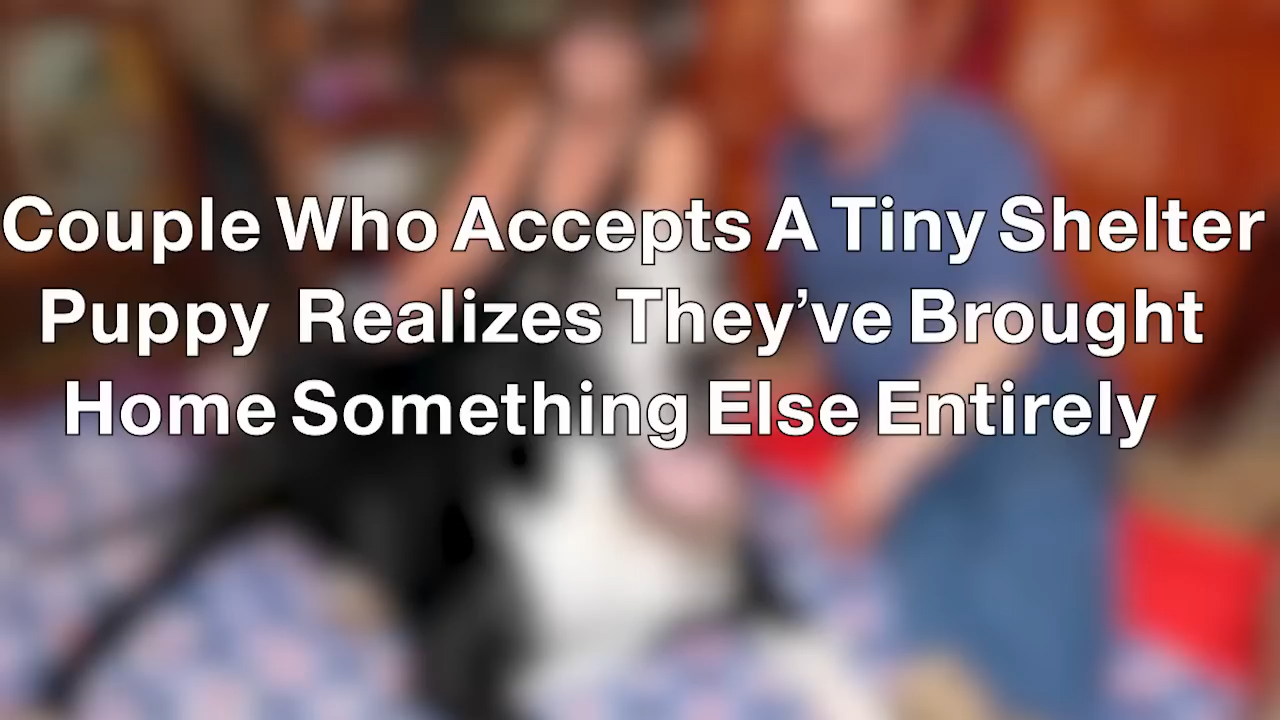 Couple Who Accepts A Tiny Shelter
Puppy Realizes They’ve Brought
Home Something Else Entirely